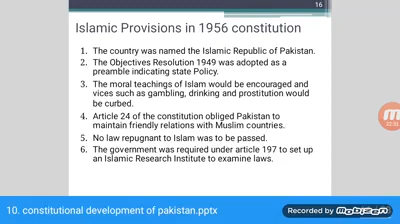 16
Islamic Provisions in 1956 constitution
1. The country was named the Islamic Republic of Pakistan.
2. The Objectives Resolution 1949 was adopted as a
preamble indicating state Policy.
3. The moral teachings of Islam would be encouraged and
vices such as gambling, drinking and prostitution would
be curbed.
4. Article 24 of the constitution obliged Pakistan to
maintain friendly relations with Muslim countries.
5. No law repugnant to Islam was to be passed.
6. The government was required under article 197 to set up
an Islamic Research Institute to examine laws.
10. constitutional development of pakistan.pptx
Recorded by
Mobizen